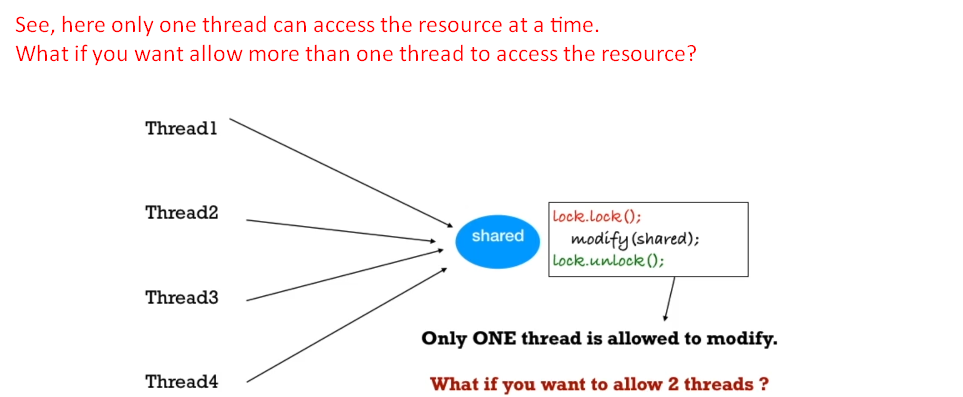 See, here only one thread can access the resource at a time.
What if you want allow more than one thread to access the resource?
Thread1
Thread2
shared
Lock.Lock();
modify(shared);
Lock.unlock();
Thread3
Only ONE thread is allowed to modify.
Thread4
What if you want to allow 2 threads ?